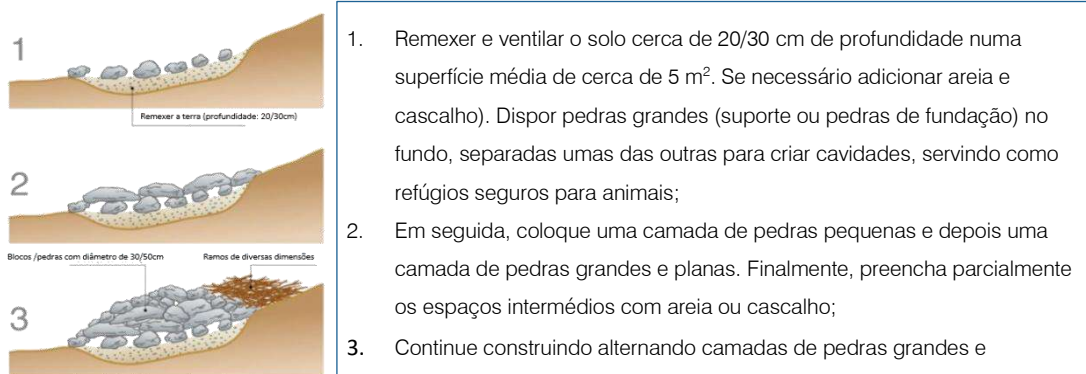 1
Remexer a terra (profundidade: 20/30cm)
2
Blocos /pedras com diâmetro de 30/50cm
Ramos de diversas dimensões
3
1. Remexer e ventilar o solo cerca de 20/30 cm de profundidade numa
superfície média de cerca de 5 m². Se necessário adicionar areia e
cascalho). Dispor pedras grandes (suporte ou pedras de fundação) no
fundo, separadas umas das outras para criar cavidades, servindo como
refúgios seguros para animais;
2. Em seguida, coloque uma camada de pedras pequenas e depois uma
camada de pedras grandes e planas. Finalmente, preencha parcialmente
os espaços intermédios com areia ou cascalho;
3. Continue construindo alternando camadas de pedras grandes e